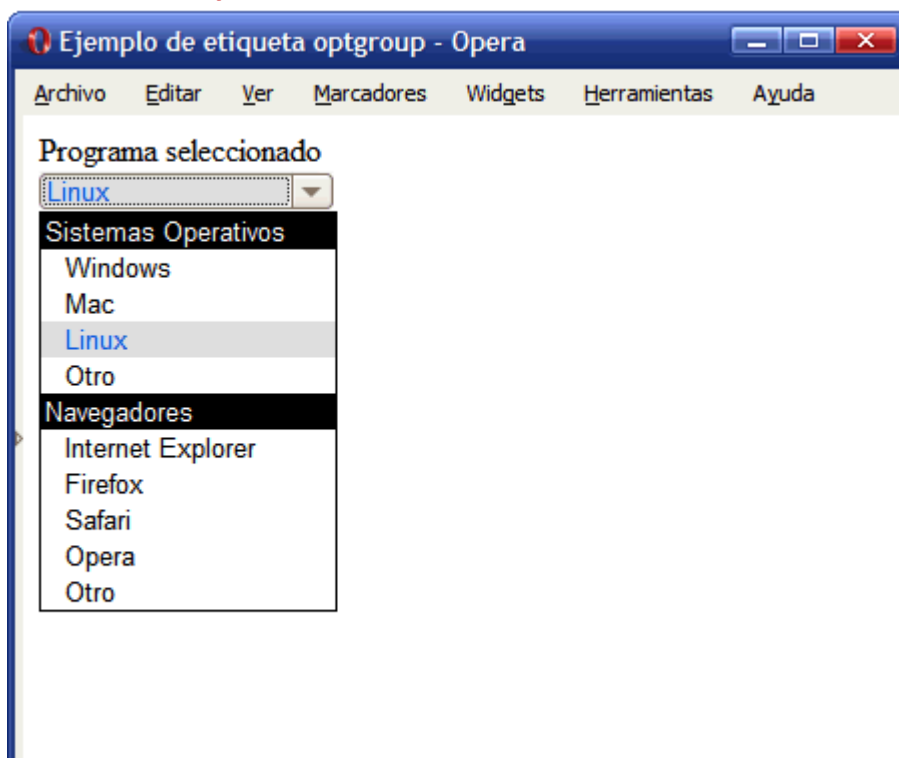 Ejemplo de etiqueta optgroup - Opera
Archivo Editar Ver Marcadores Widgets Herramientas Ayuda
Programa seleccionado
Linux
Sistemas Operativos
Windows
Mac
Linux
Otro
Navegadores
Internet Explorer
Firefox
Safari
Opera
Otro